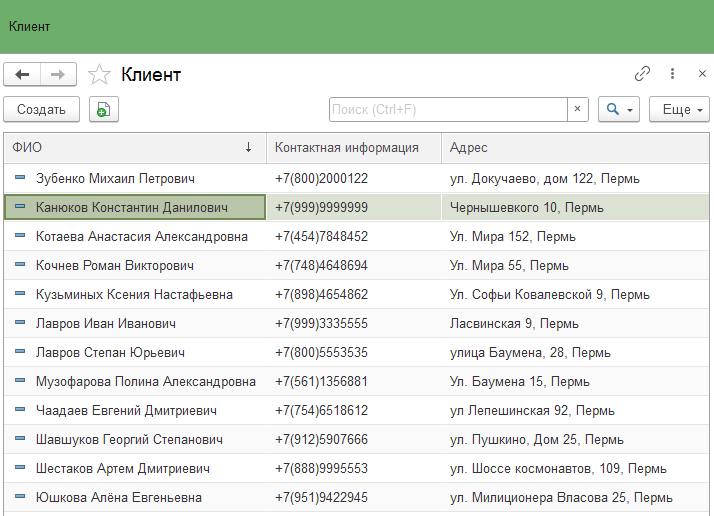 Клиент
Клиент
Создать Поиск (Ctrl+F) × Еще
ФИО ↓ Контактная информация Адрес
Зубенко Михаил Петрович +7(800)2000122 ул. Докучаево, дом 122, Пермь
Канюков Константин Данилович +7(999)9999999 Чернышевкого 10, Пермь
Котаева Анастасия Александровна +7(454)7848452 Ул. Мира 152, Пермь
Кочнев Роман Викторович +7(748)4648694 Ул. Мира 55, Пермь
Кузьминых Ксения Настафьевна +7(898)4654862 Ул. Софьи Ковалевской 9, Пермь
Лавров Иван Иванович +7(999)3335555 Ласвинская 9, Пермь
Лавров Степан Юрьевич +7(800)5553535 улица Баумена, 28, Пермь
Музофарова Полина Александровна +7(561)1356881 Ул. Баумена 15, Пермь
Чаадаев Евгений Дмитриевич +7(754)6518612 ул Лепешинская 92, Пермь
Шавшуков Георгий Степанович +7(912)5907666 ул. Пушкино, Дом 25, Пермь
Шестаков Артем Дмитриевич +7(888)9995553 ул. Шоссе космонавтов, 109, Пермь
Юшкова Алёна Евгеньевна +7(951)9422945 ул. Милиционера Власова 25, Пермь